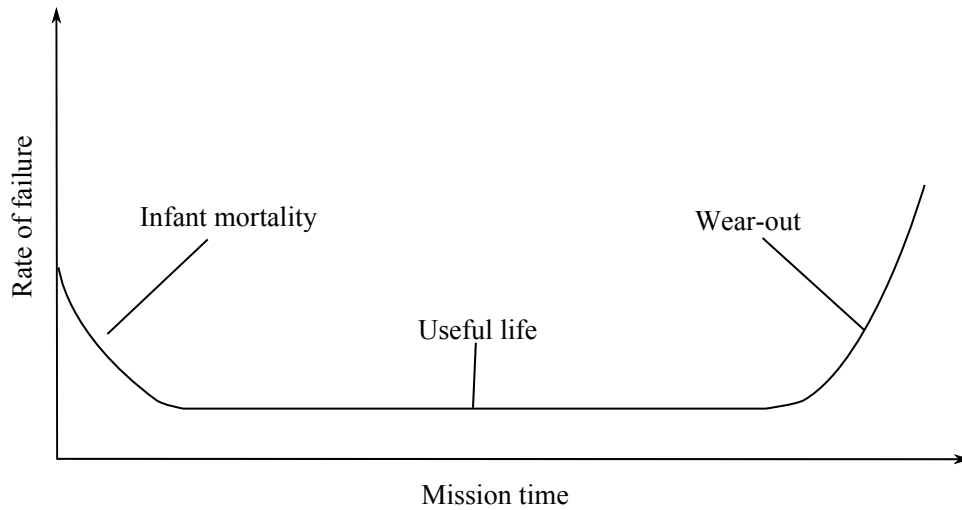 Rate of failure
Infant mortality
Wear-out
Useful life
Mission time